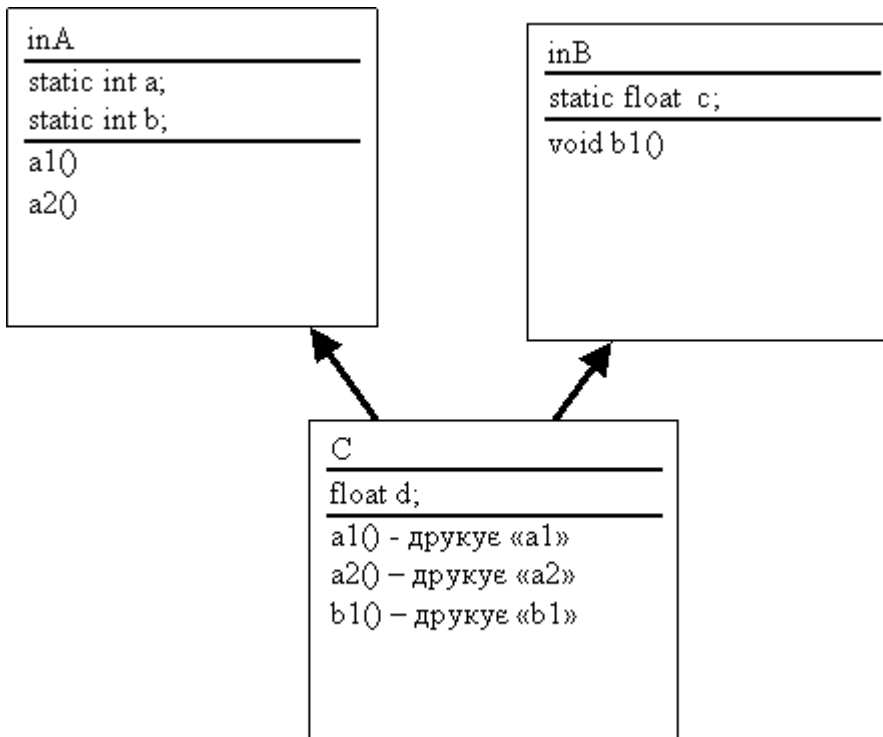 inA
static int a;
static int b;
a1()
a2()
inB
static float c;
void b1()
C
float d;
a1() - друкує «a1»
a2() – друкує «a2»
b1() – друкує «b1»